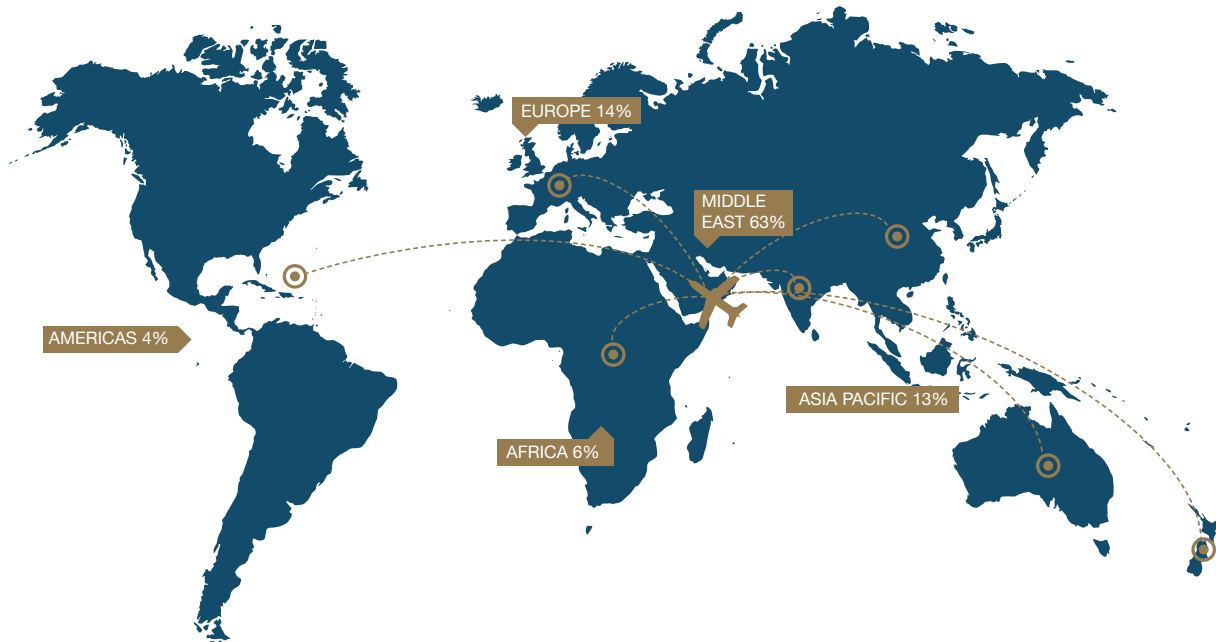 EUROPE 14%
MIDDLE
EAST 63%
AMERICAS 4%
ASIA PACIFIC 13%
AFRICA 6%